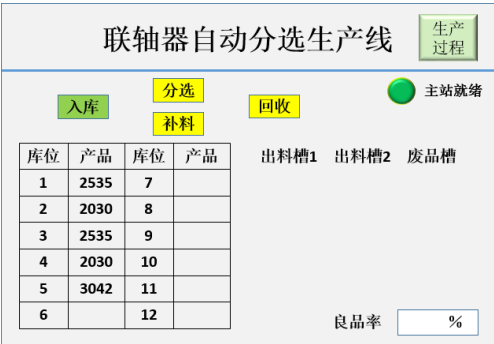 联轴器自动分选生产线
生产
过程
分选
入库
回收
补料
主站就绪
库位 产品 库位 产品
1 2535 7
2 2030 8
3 2535 9
4 2030 10
5 3042 11
6 12
出料槽1 出料槽2 废品槽
良品率 %